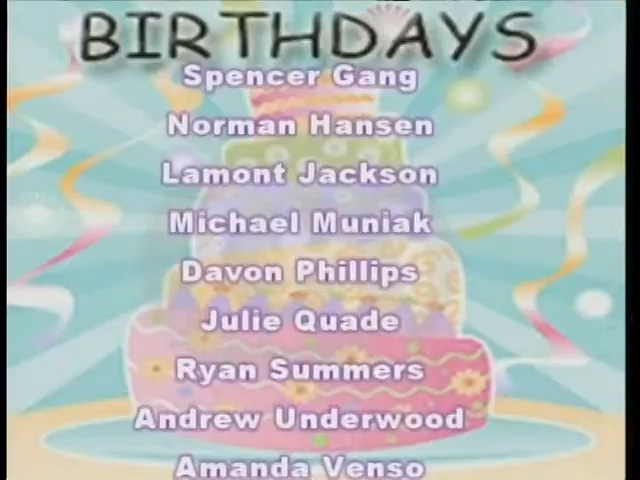 BIRTHDAYS
Spencer Gang
Norman Hansen
Lamont Jackson
Michael Muniak
Davon Phillips
Julie Quade
Ryan Summers
Andrew Underwood
Amanda Venso